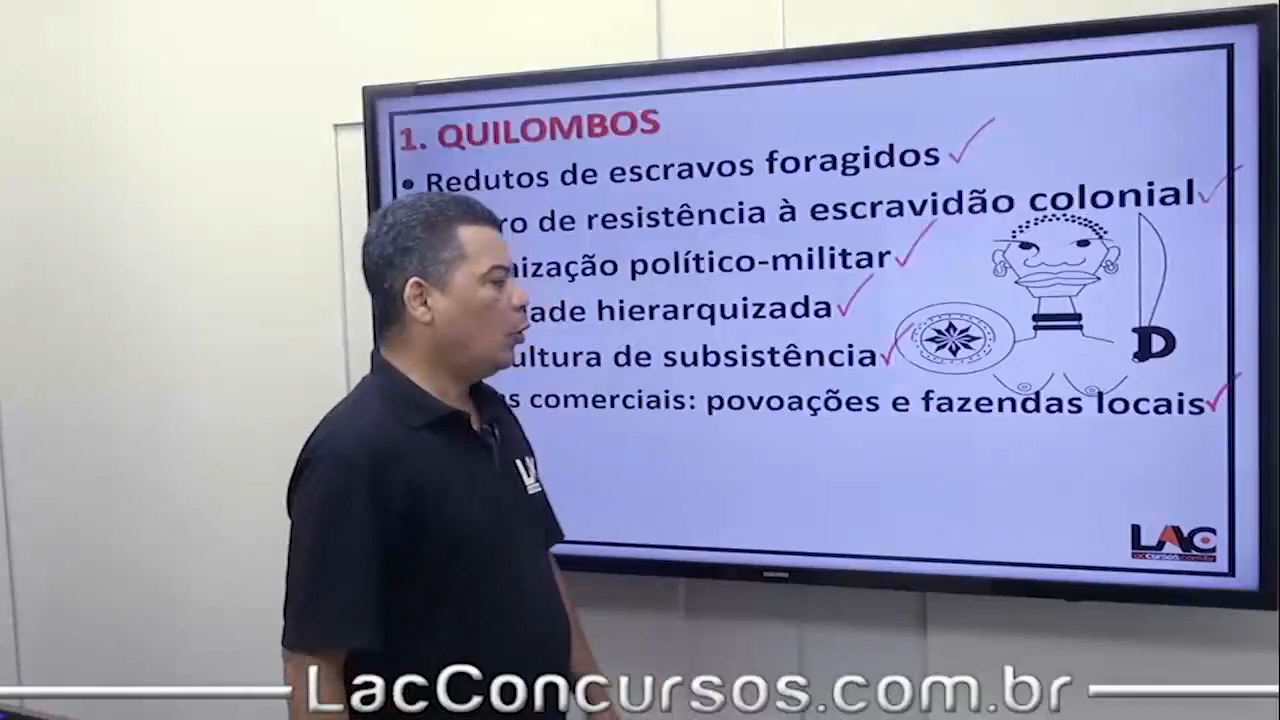 1. QUILOMBOS
• Redutos de escravos foragidos
ro de resistência à escravidão colonial
nização político-militar
ade hierarquizada
ultura de subsistência
s comerciais: povoações e fazendas locais
LAC
LacConcursos.com.br